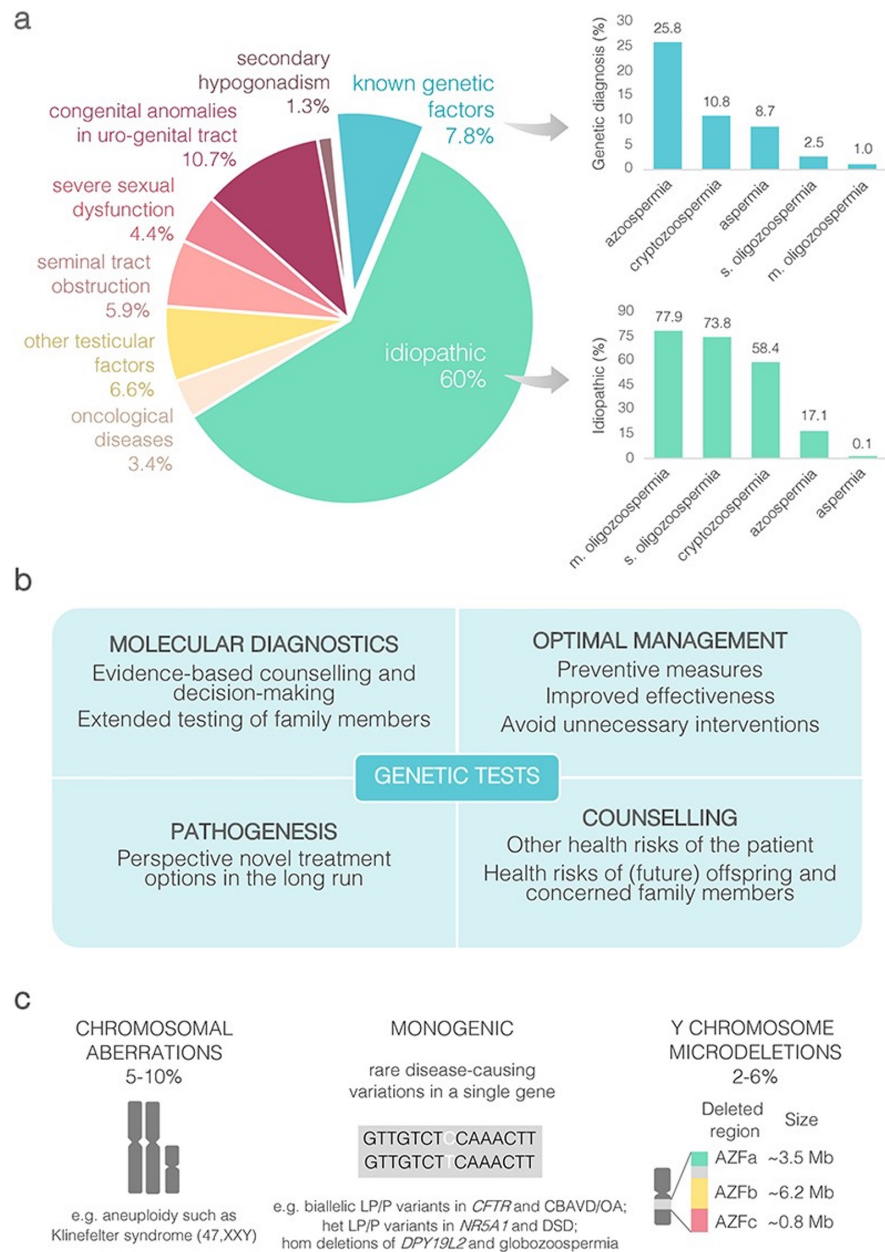 a
secondary
hypogonadism
1.3%
known genetic
factors
7.8%
congenital anomalies
in uro-genital tract
10.7%
severe sexual
dysfunction
4.4%
seminal tract
obstruction
5.9%
other testicular
factors
6.6%
oncological
diseases
3.4%
idiopathic
60%
Genetic diagnosis (%)
30
25
20
15
10
5
0
25.8
10.8
8.7
2.5
1.0
azoospermia
cryptozoospermia
aspermia
s. oligozoospermia
m. oligozoospermia
Idiopathic (%)
90
75
60
45
30
15
0
77.9
73.8
58.4
17.1
0.1
m. oligozoospermia
s. oligozoospermia
cryptozoospermia
azoospermia
aspermia
b
MOLECULAR DIAGNOSTICS
Evidence-based counselling and
decision-making
Extended testing of family members
OPTIMAL MANAGEMENT
Preventive measures
Improved effectiveness
Avoid unnecessary interventions
GENETIC TESTS
PATHOGENESIS
Perspective novel treatment
options in the long run
COUNSELLING
Other health risks of the patient
Health risks of (future) offspring and
concerned family members
c
CHROMOSOMAL
ABERRATIONS
5-10%
e.g. aneuploidy such as
Klinefelter syndrome (47,XXY)
MONOGENIC
rare disease-causing
variations in a single gene
GTTGTCTCCAAACTT
GTTGTCTTCAAACTT
e.g. biallelic LP/P variants in CFTR and CBAVD/OA;
het LP/P variants in NR5A1 and DSD;
hom deletions of DPY19L2 and globozoospermia
Y CHROMOSOME
MICRODELETIONS
2-6%
Deleted
region
Size
AZFa ~3.5 Mb
AZFb ~6.2 Mb
AZFc ~0.8 Mb